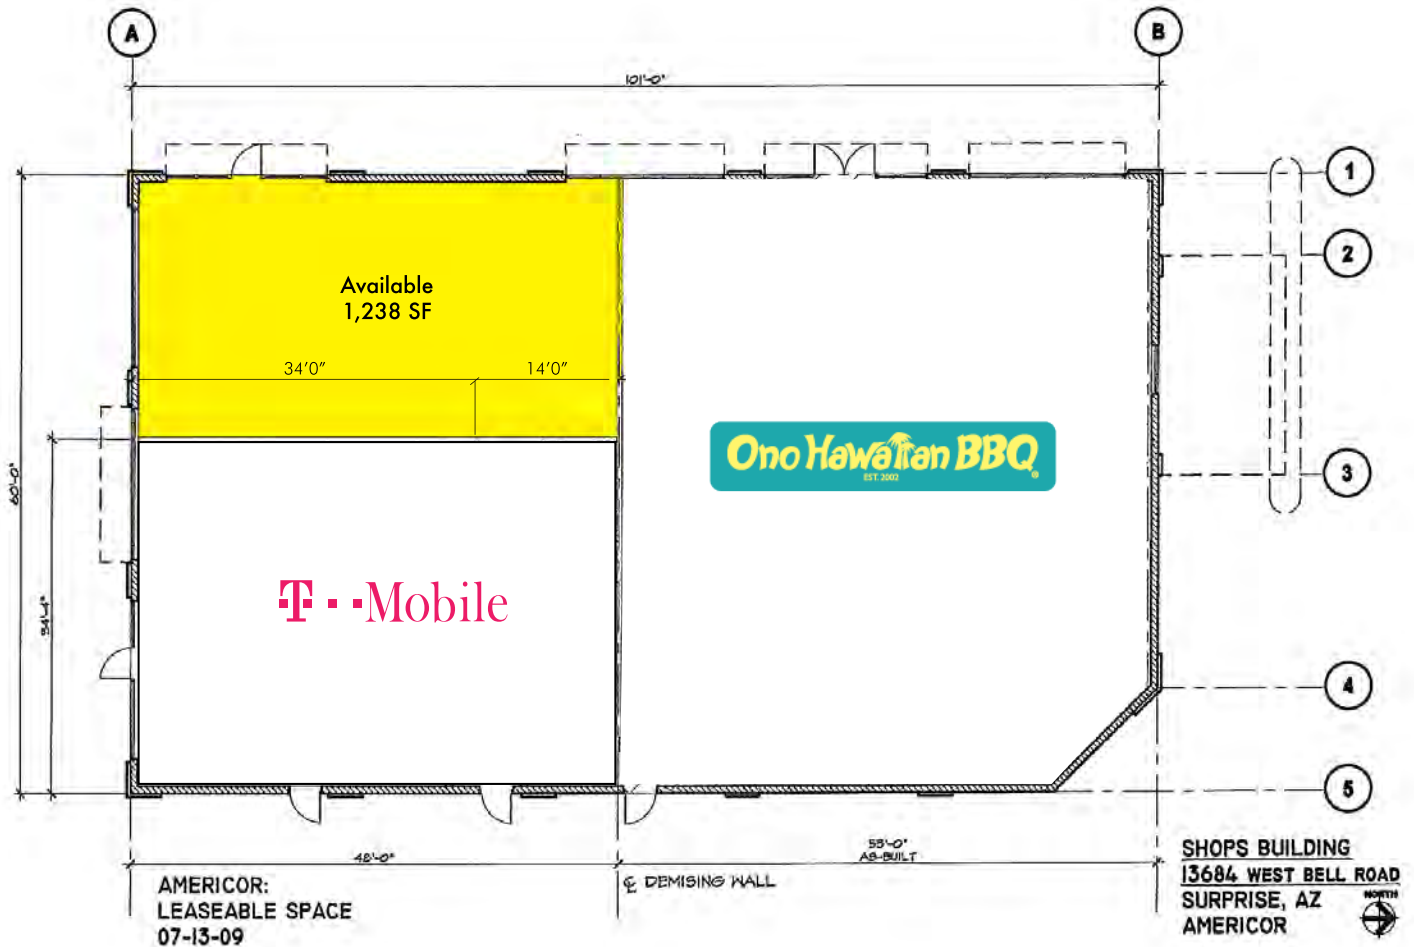 A
B
101'-0"
1
2
Available
1,238 SF
34’0”
14’0”
Ono Hawaiian BBQ
EST. 2002
60'-0"
3
T··Mobile
34'-4"
4
5
48'-0"
53'-0"
AS-BUILT
℄ DEMISING WALL
AMERICOR:
LEASEABLE SPACE
07-13-09
SHOPS BUILDING
13684 WEST BELL ROAD
SURPRISE, AZ
AMERICOR
NORTH